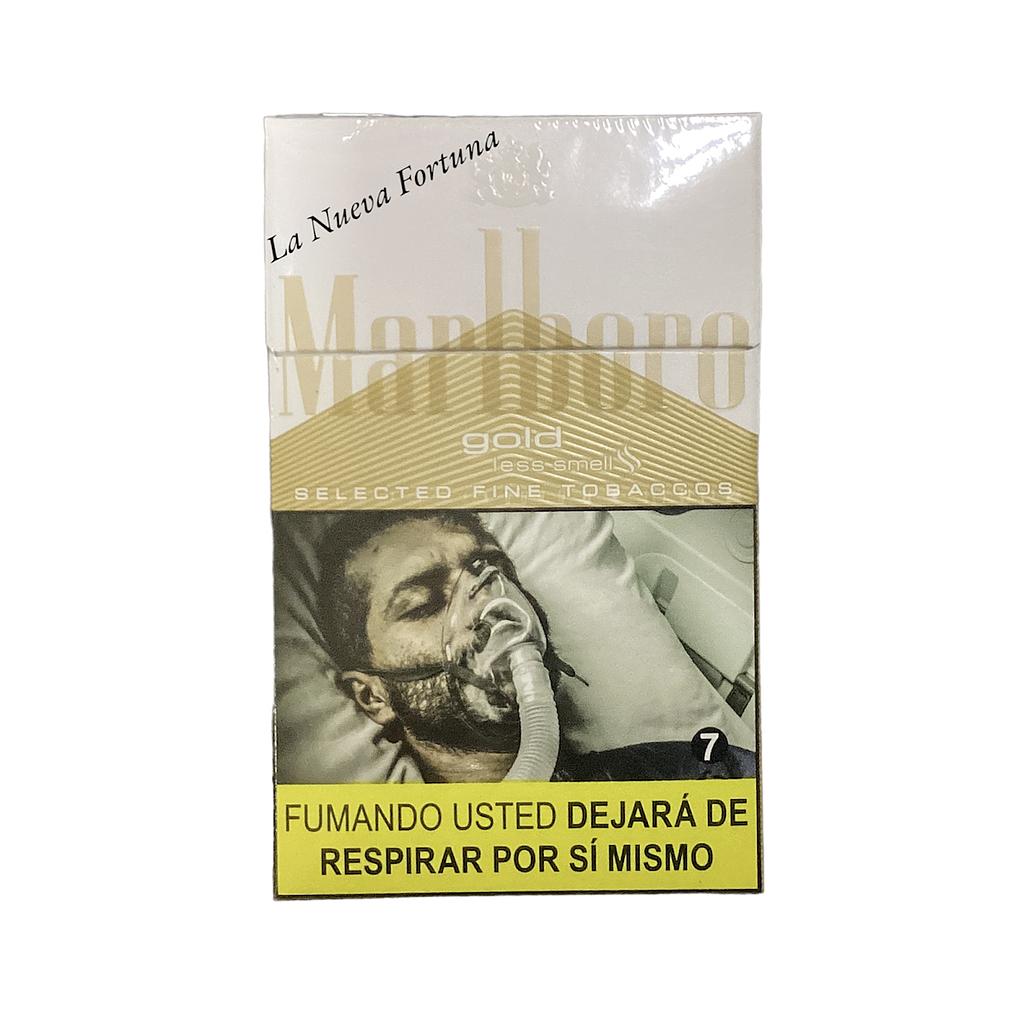 La Nueva Fortuna
Marlboro
gold
less smell
SELECTED FINE TOBACCOS
7
FUMANDO USTED DEJARÁ DE
RESPIRAR POR SÍ MISMO